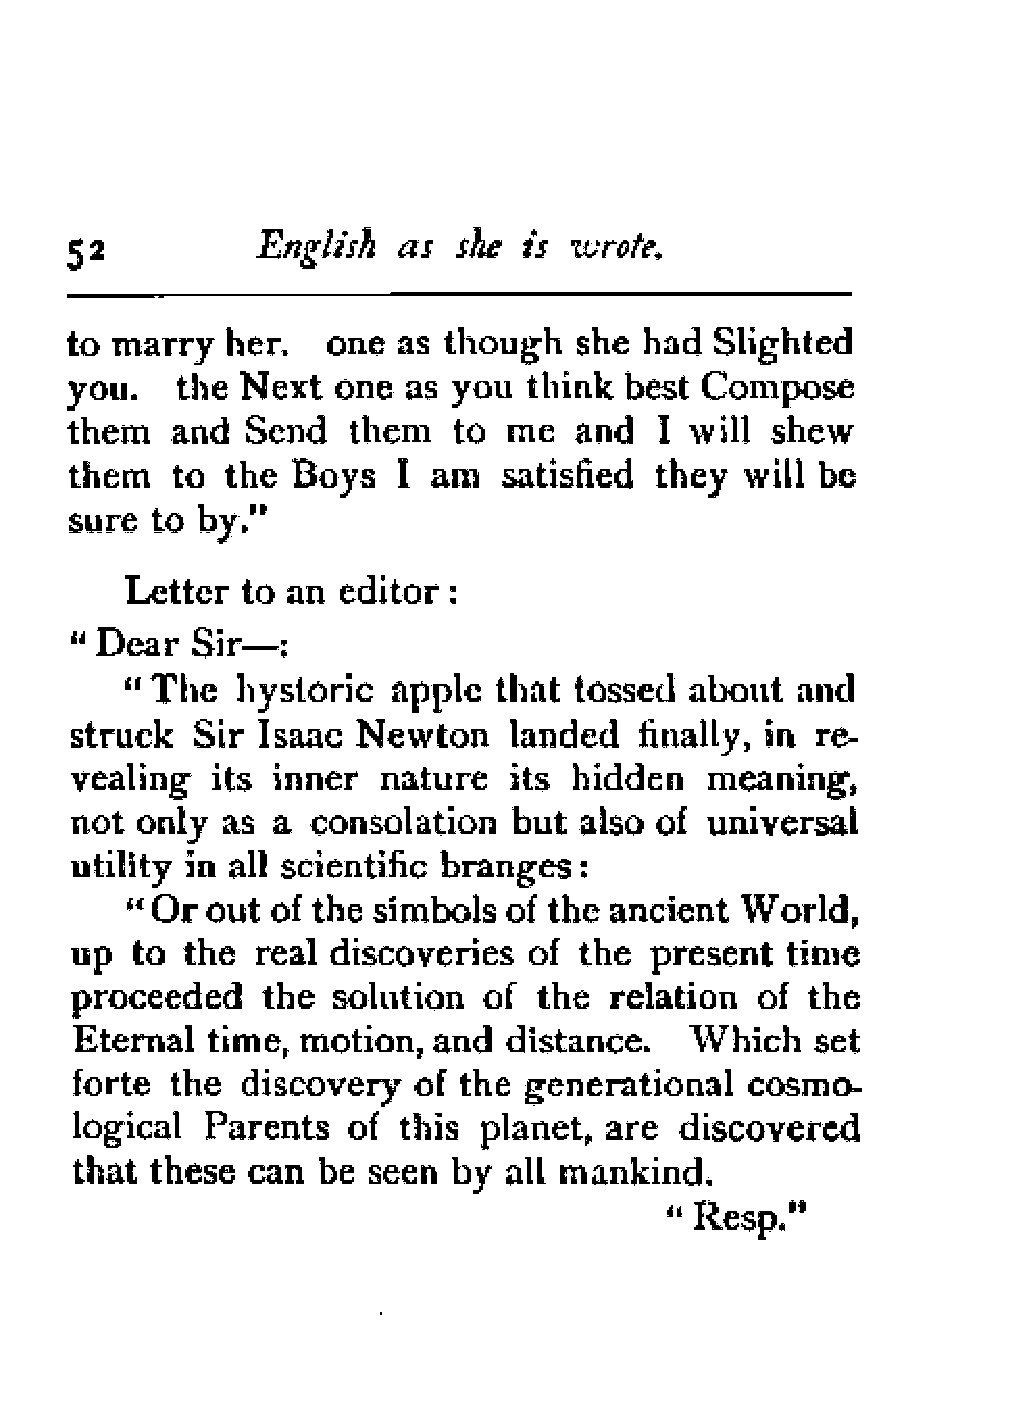 52 English as she is wrote.
to marry her. one as though she had Slighted
you. the Next one as you think best Compose
them and Send them to me and I will shew
them to the Boys I am satisfied they will be
sure to by."
Letter to an editor :
“ Dear Sir—:
“ The hystoric apple that tossed about and
struck Sir Isaac Newton landed finally, in re-
vealing its inner nature its hidden meaning,
not only as a consolation but also of universal
utility in all scientific branges :
“ Or out of the simbols of the ancient World,
up to the real discoveries of the present time
proceeded the solution of the relation of the
Eternal time, motion, and distance. Which set
forte the discovery of the generational cosmo-
logical Parents of this planet, are discovered
that these can be seen by all mankind.
“ Resp."